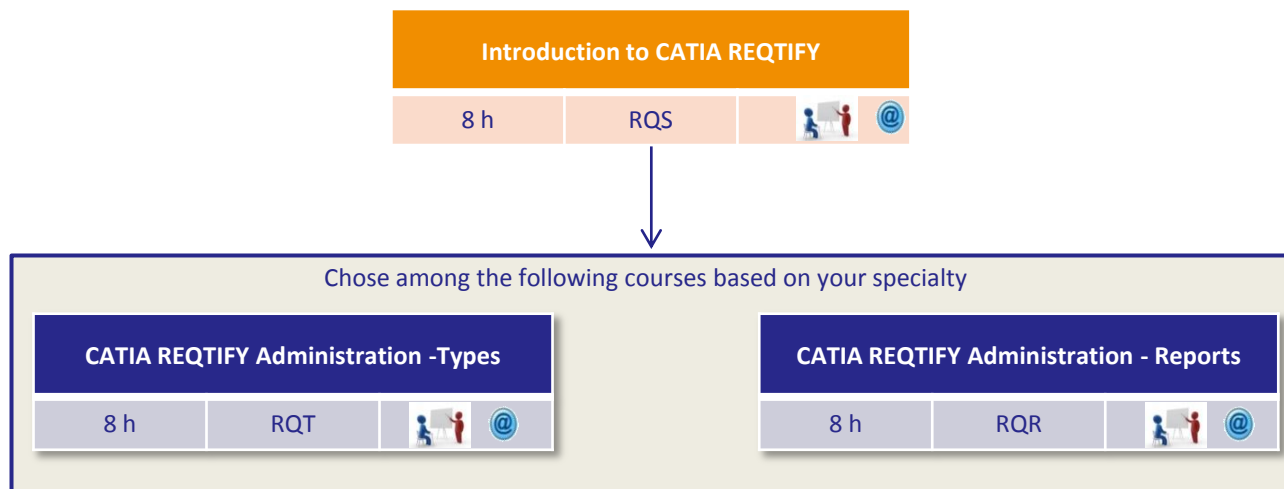 Introduction to CATIA REQTIFY
8 h RQS @
Chose among the following courses based on your specialty
CATIA REQTIFY Administration -Types
8 h RQT @
CATIA REQTIFY Administration - Reports
8 h RQR @